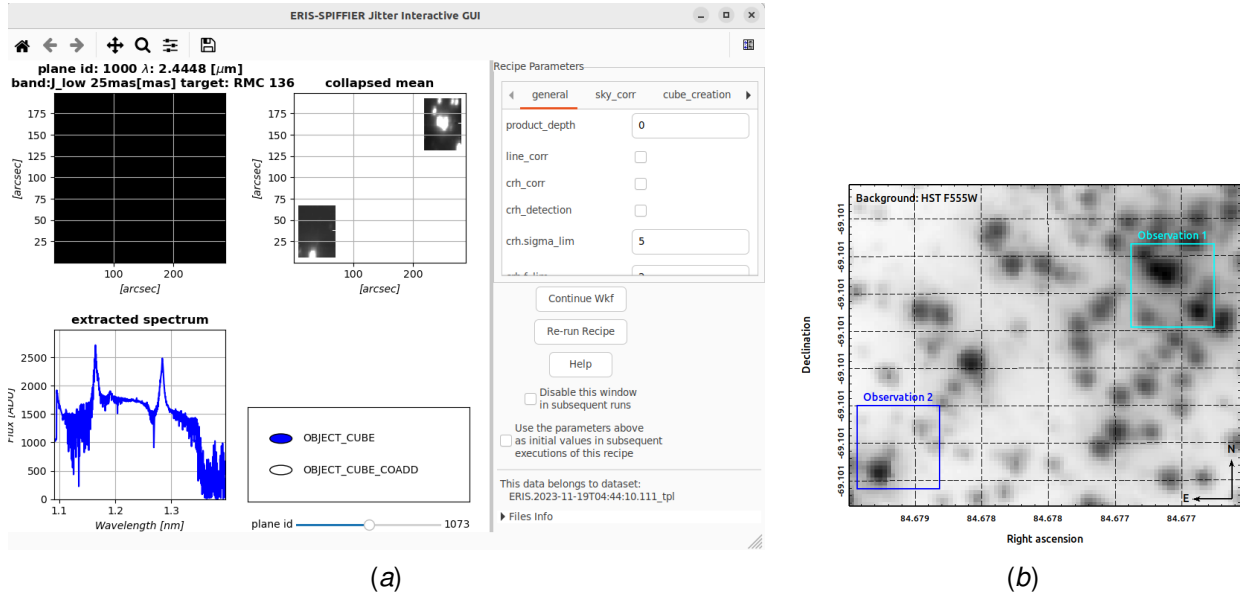 ERIS-SPIFFIER Jitter Interactive GUI
plane id: 1000 λ: 2.4448 [μm]
band:J_low 25mas[mas] target: RMC 136
collapsed mean
175
150
125
100
75
50
25
[arcsec]
100
200
[arcsec]
175
150
125
100
75
50
25
[arcsec]
100
200
[arcsec]
extracted spectrum
2500
2000
1500
1000
500
0
Flux [ADU]
1.1
1.2
1.3
Wavelength [nm]
OBJECT_CUBE
OBJECT_CUBE_COADD
plane id
1073
Recipe Parameters
general
sky_corr
cube_creation
product_depth
0
line_corr
crh_corr
crh_detection
crh.sigma_lim
5
Continue Wkf
Re-run Recipe
Help
Disable this window
in subsequent runs
Use the parameters above
as initial values in subsequent
executions of this recipe
This data belongs to dataset:
ERIS.2023-11-19T04:44:10.111_tpl
Files Info
(a)
Background: HST F555W
Observation 1
Observation 2
N
E
-69.101
-69.101
-69.101
-69.101
-69.101
-69.101
-69.101
-69.101
Declination
84.679
84.678
84.678
84.677
84.677
Right ascension
(b)